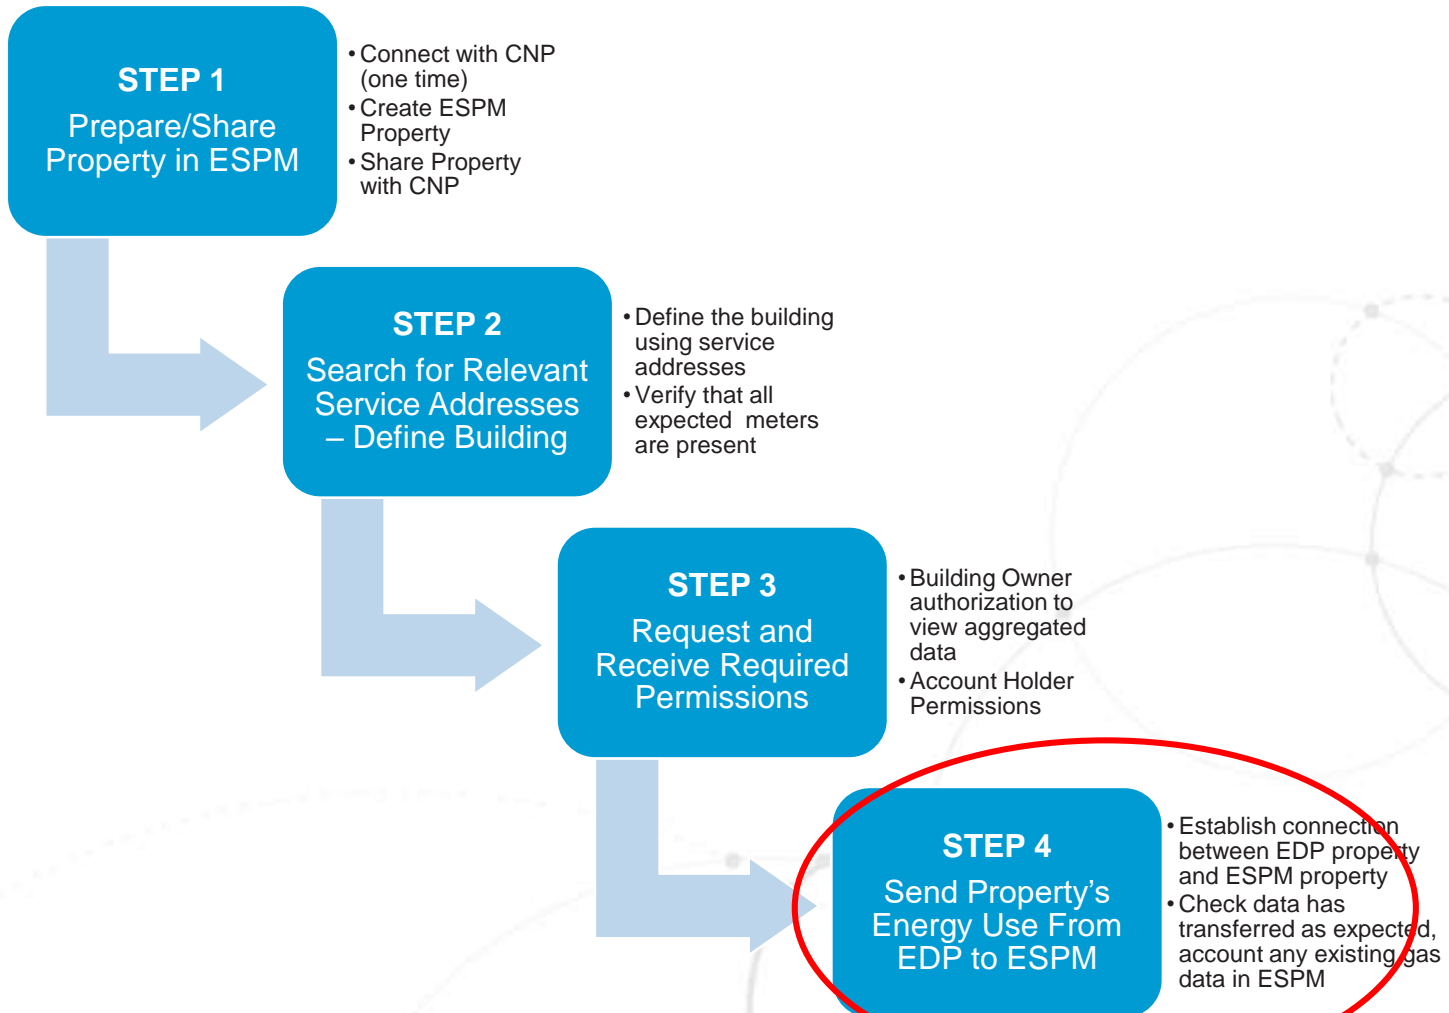 STEP 1
Prepare/Share
Property in ESPM
• Connect with CNP
(one time)
• Create ESPM
Property
• Share Property
with CNP
STEP 2
Search for Relevant
Service Addresses
– Define Building
• Define the building
using service
addresses
• Verify that all
expected meters
are present
STEP 3
Request and
Receive Required
Permissions
• Building Owner
authorization to
view aggregated
data
• Account Holder
Permissions
STEP 4
Send Property’s
Energy Use From
EDP to ESPM
• Establish connection
between EDP property
and ESPM property
• Check data has
transferred as expected,
account any existing gas
data in ESPM